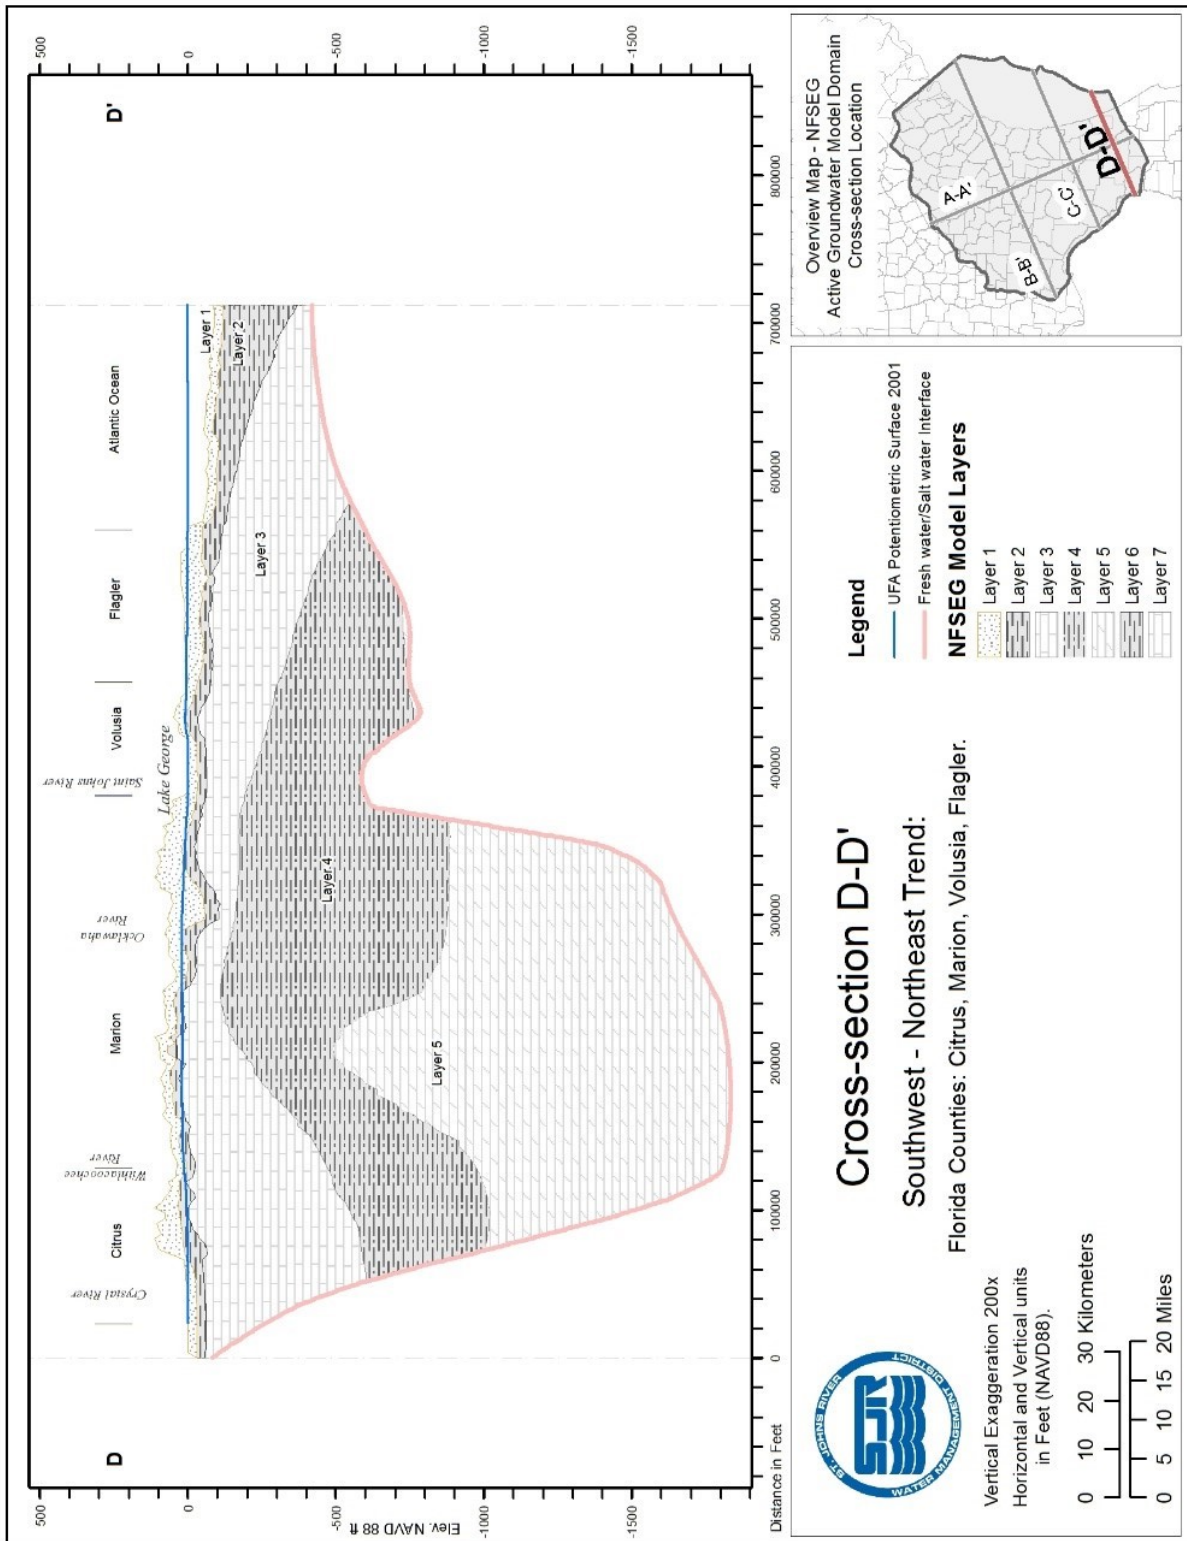 D
D'
Citrus
Marion
Volusia
Flagler
Atlantic Ocean
Crystal River
Withlacoochee
River
Ocklawaha
River
Saint Johns River
Lake George
500
0
-500
-1000
-1500
Elev. NAVD 88 ft
500
0
-500
-1000
-1500
Layer 1
Layer 2
Layer 3
Layer 4
Layer 5
Distance in Feet
0
100000
200000
300000
400000
500000
600000
700000
800000
ST. JOHNS RIVER
SJR
WATER MANAGEMENT DISTRICT
Vertical Exaggeration 200x
Horizontal and Vertical units
in Feet (NAVD88).
0 10 20 30 Kilometers
0 5 10 15 20 Miles
Cross-section D-D'
Southwest - Northeast Trend:
Florida Counties: Citrus, Marion, Volusia, Flagler.
Legend
UFA Potentiometric Surface 2001
Fresh water/Salt water Interface
NFSEG Model Layers
Layer 1
Layer 2
Layer 3
Layer 4
Layer 5
Layer 6
Layer 7
Overview Map - NFSEG
Active Groundwater Model Domain
Cross-section Location
A-A'
B-B'
C-C'
D-D'